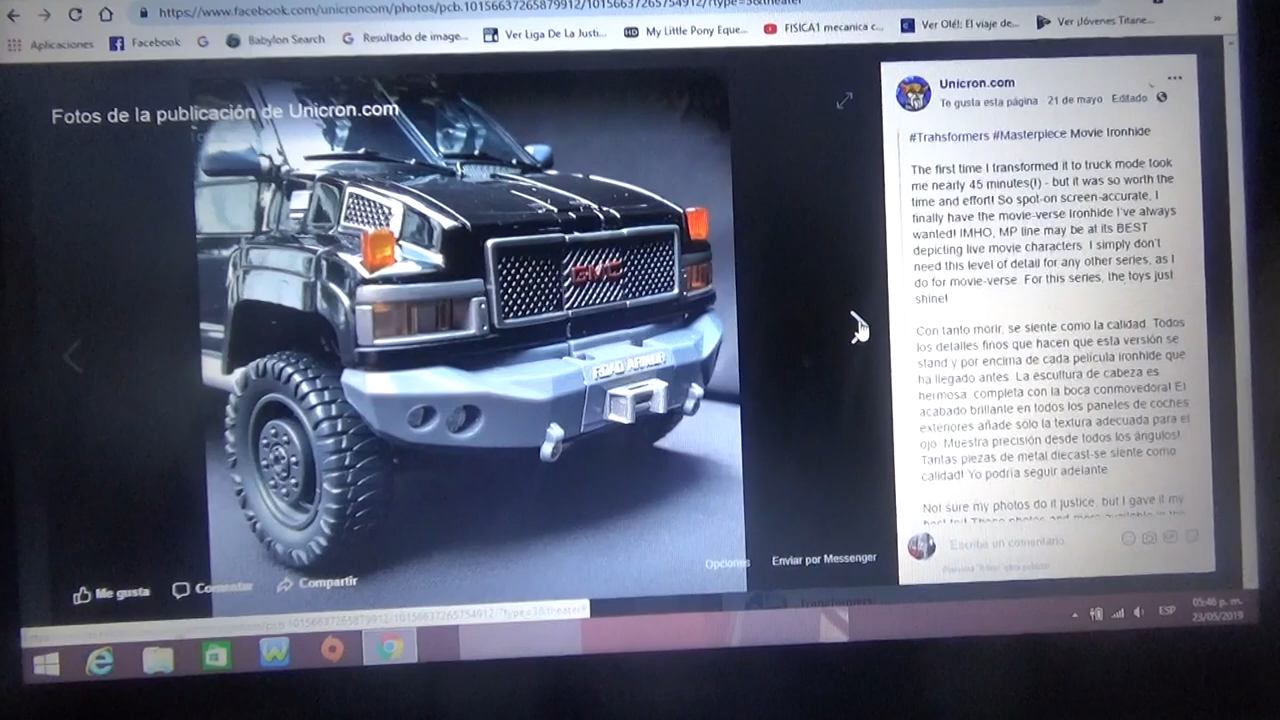 https://www.facebook.com/unicroncom/photos/pcb.10156637265879912/10156637265754912/?type=3&theater
Aplicaciones Facebook Babylon Search Resultado de image... Ver Liga De La Justi... HD My Little Pony Eque... FISICA1 mecanica c... Ver Olé!: El viaje de... Ver ¡Jóvenes Titane... »
Fotos de la publicación de Unicron.com
GMC
ROAD ARMOR
Me gusta Comentar Compartir
Opciones Enviar por Messenger
Unicron.com
Te gusta esta página 21 de mayo Editado
#Transformers #Masterpiece Movie Ironhide
The first time I transformed it to truck mode took
me nearly 45 minutes(!) - but it was so worth the
time and effort! So spot-on screen-accurate, I
finally have the movie-verse Ironhide I've always
wanted! IMHO, MP line may be at its BEST
depicting live movie characters. I simply don't
need this level of detail for any other series, as I
do for movie-verse. For this series, the toys just
shine!
Con tanto morir, se siente como la calidad. Todos
los detalles finos que hacen que esta versión se
stand y por encima de cada película ironhide que
ha llegado antes. La escultura de cabeza es
hermosa, completa con la boca conmovedora! El
acabado brillante en todos los paneles de coches
exteriores añade sólo la textura adecuada para el
ojo. Muestra precisión desde todos los ángulos!
Tantas piezas de metal diecast-se siente como
calidad! Yo podría seguir adelante.
Not sure my photos do it justice, but I gave it my
Escribe un comentario.
10156637265879912/10156637265754912/?type=3&theater#
Transformers
ESP
05:46 p. m.
23/05/2019